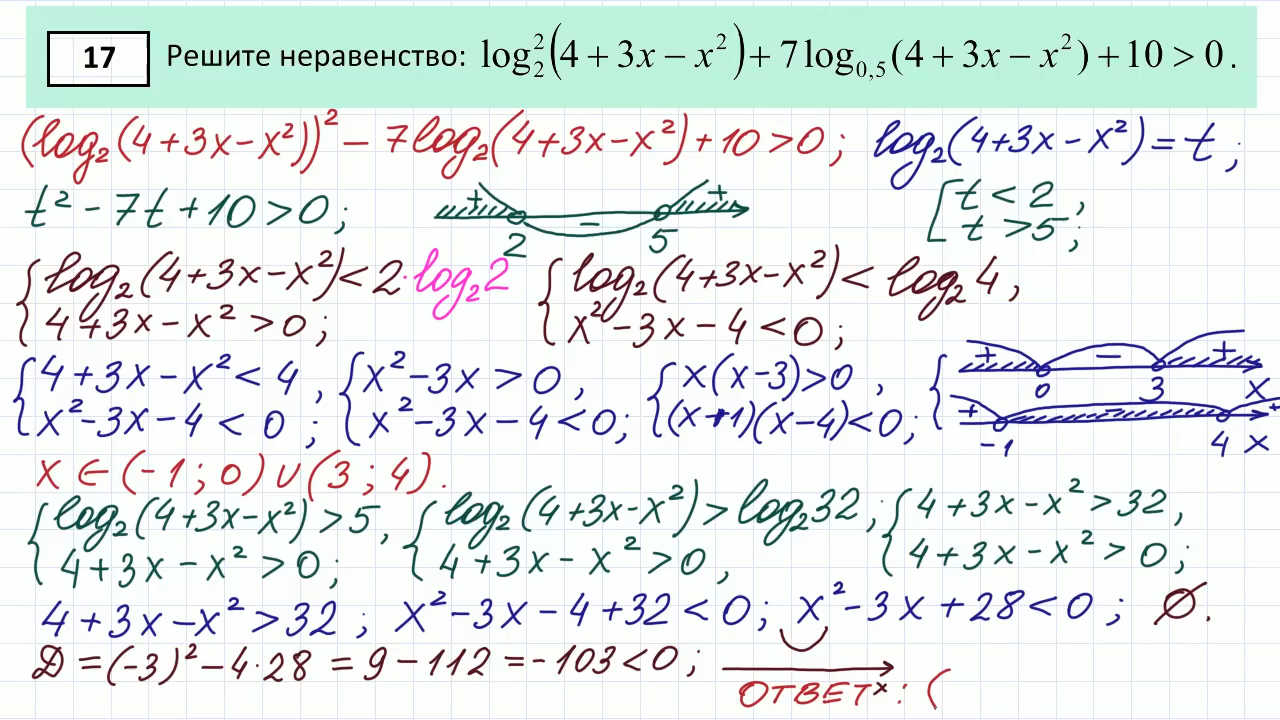 17 Решите неравенство: log₂²(4 + 3x − x²) + 7log₀,₅(4 + 3x − x²) + 10 > 0.
(log₂(4+3x−x²))² − 7log₂(4+3x−x²)+10>0; log₂(4+3x−x²)=t;
t² − 7t + 10 > 0; + − + 2 5 [ t < 2, t > 5;
{ log₂(4+3x−x²)<2·log₂2 4+3x−x²>0; { log₂(4+3x−x²)< log₂4, x²−3x−4<0;
{ 4+3x−x²<4, x²−3x−4<0; { x²−3x>0, x²−3x−4<0; { x(x−3)>0, (x+1)(x−4)<0; { + − + 0 3 x + − + −1 4 x
x ∈ (−1; 0) ∪ (3; 4).
{ log₂(4+3x−x²)>5, 4+3x−x²>0; { log₂(4+3x−x²)>log₂32; 4+3x−x²>0, { 4+3x−x²>32, 4+3x−x²>0;
4+3x−x²>32; x²−3x−4+32<0; x²−3x+28<0; Ø.
D=(−3)²−4·28=9−112=−103<0; x ОТВЕТ: (